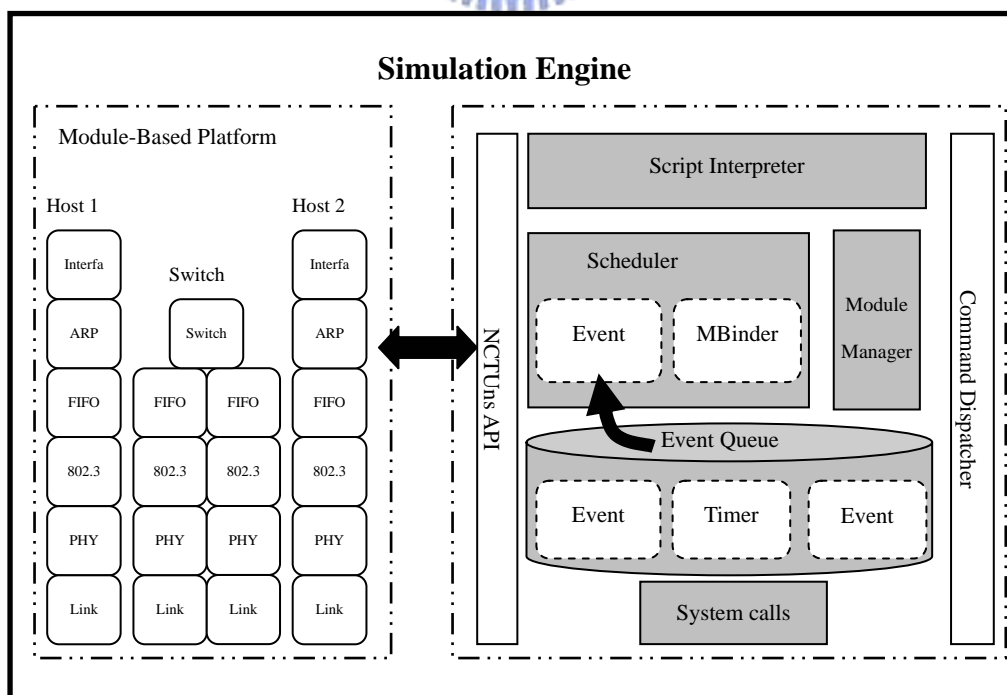 Simulation Engine
Module-Based Platform
Host 1
Host 2
Switch
Interfa
ARP
FIFO
802.3
PHY
Link
Switch
FIFO
FIFO
802.3
802.3
PHY
PHY
Link
Link
Interfa
ARP
FIFO
802.3
PHY
Link
NCTUns API
Script Interpreter
Scheduler
Event
MBinder
Module
Manager
Event Queue
Event
Timer
Event
System calls
Command Dispatcher